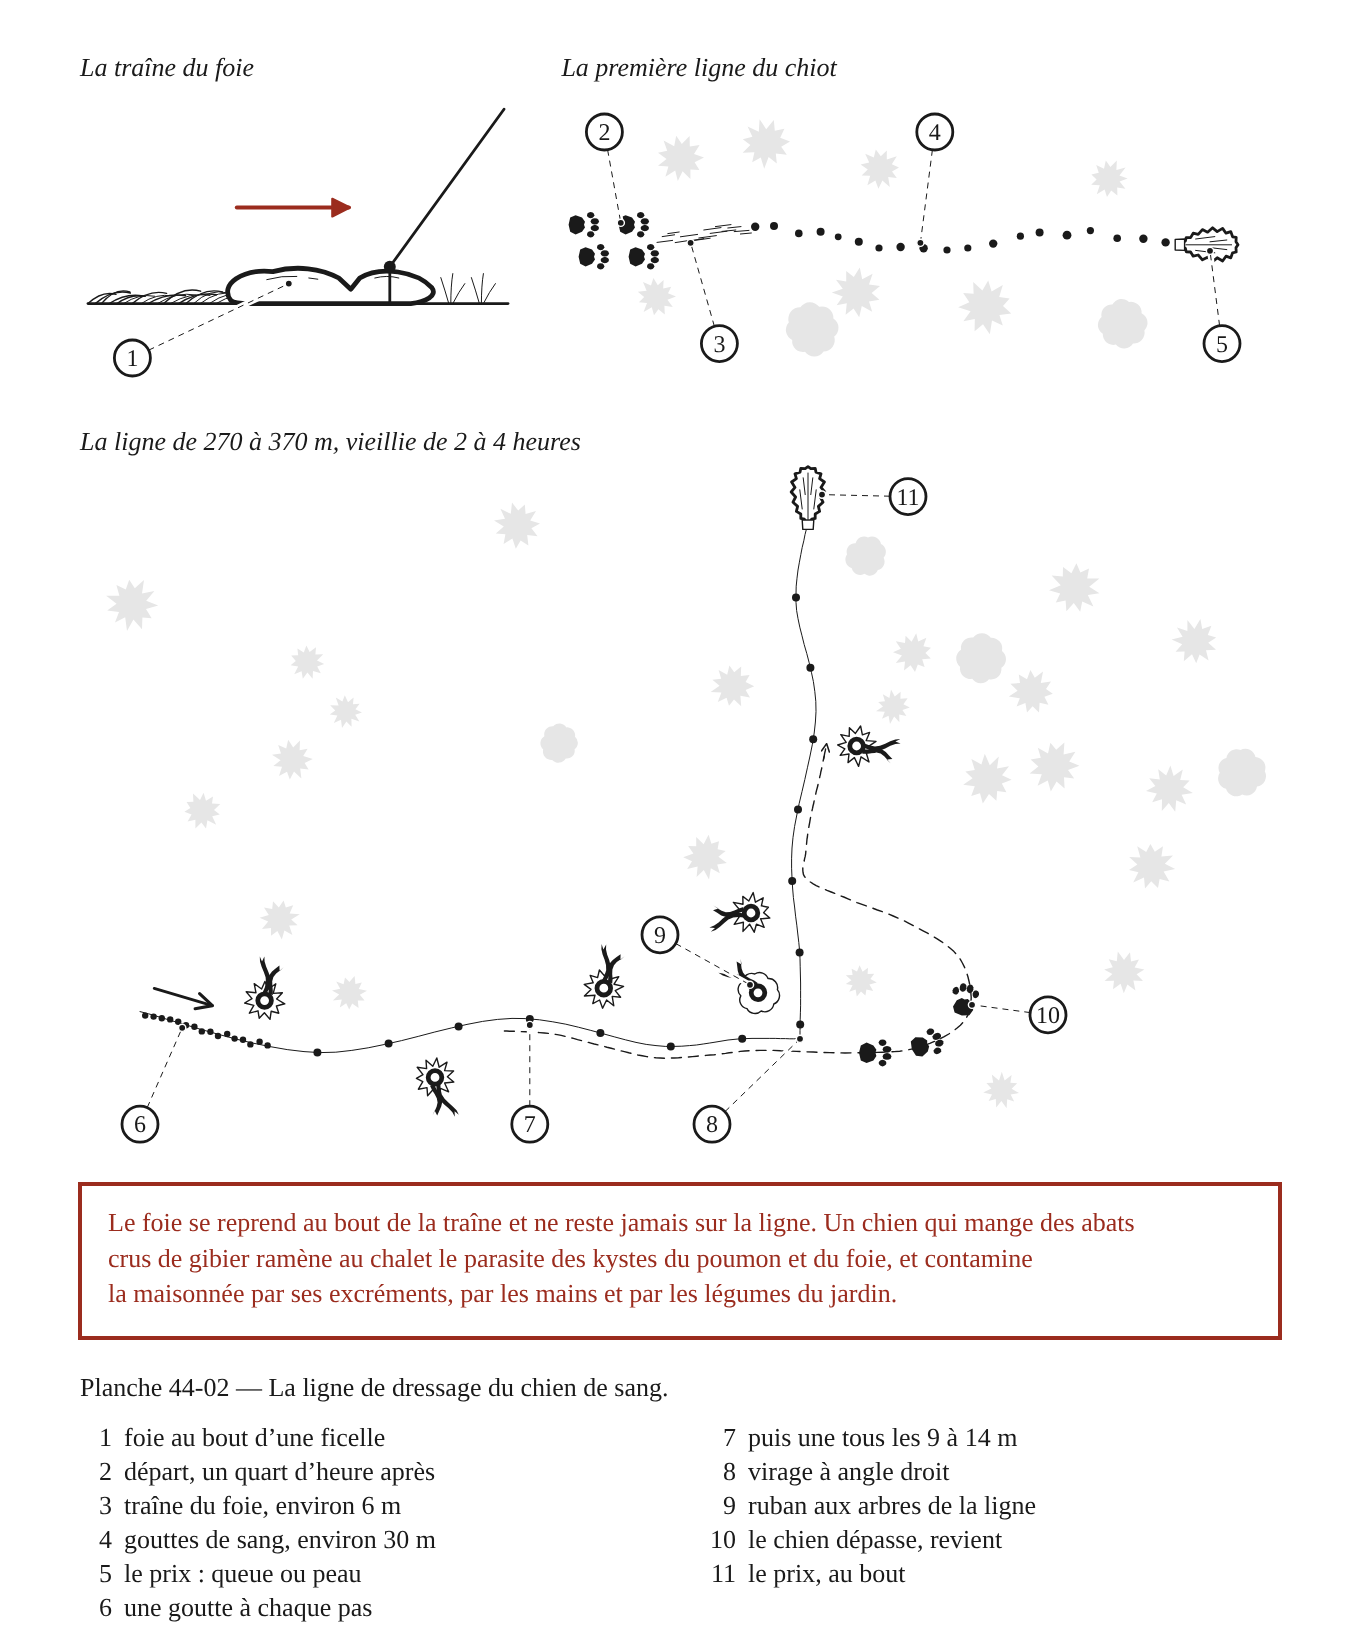 La traîne du foie
La première ligne du chiot
2
4
1
3
5
La ligne de 270 à 370 m, vieillie de 2 à 4 heures
11
9
10
6
7
8
Le foie se reprend au bout de la traîne et ne reste jamais sur la ligne. Un chien qui mange des abats
crus de gibier ramène au chalet le parasite des kystes du poumon et du foie, et contamine
la maisonnée par ses excréments, par les mains et par les légumes du jardin.
Planche 44-02 — La ligne de dressage du chien de sang.
1 foie au bout d’une ficelle
2 départ, un quart d’heure après
3 traîne du foie, environ 6 m
4 gouttes de sang, environ 30 m
5 le prix : queue ou peau
6 une goutte à chaque pas
7 puis une tous les 9 à 14 m
8 virage à angle droit
9 ruban aux arbres de la ligne
10 le chien dépasse, revient
11 le prix, au bout